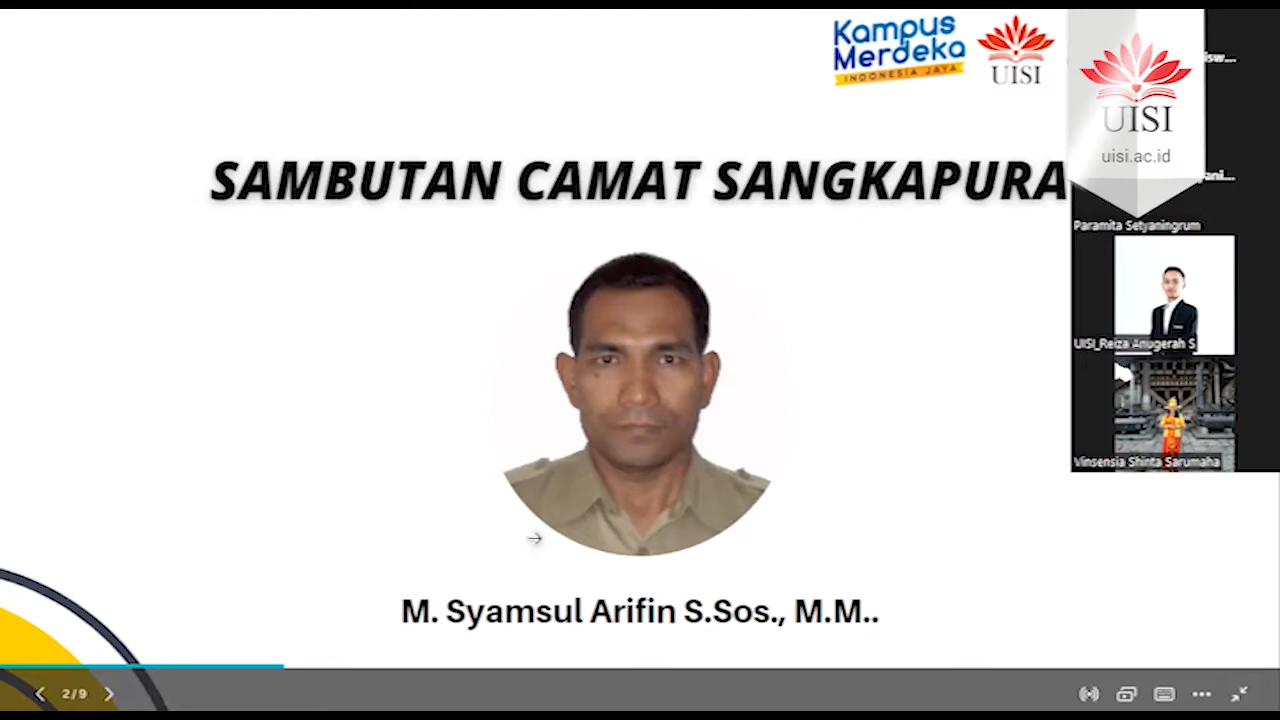 Kampus
Merdeka
INDONESIA JAYA
UISI
UISI
uisi.ac.id
SAMBUTAN CAMAT SANGKAPURA
Paramita Setyaningrum
UISI_Reiza Anugerah S
Vinsensia Shinta Sarumaha
M. Syamsul Arifin S.Sos., M.M..
2/9